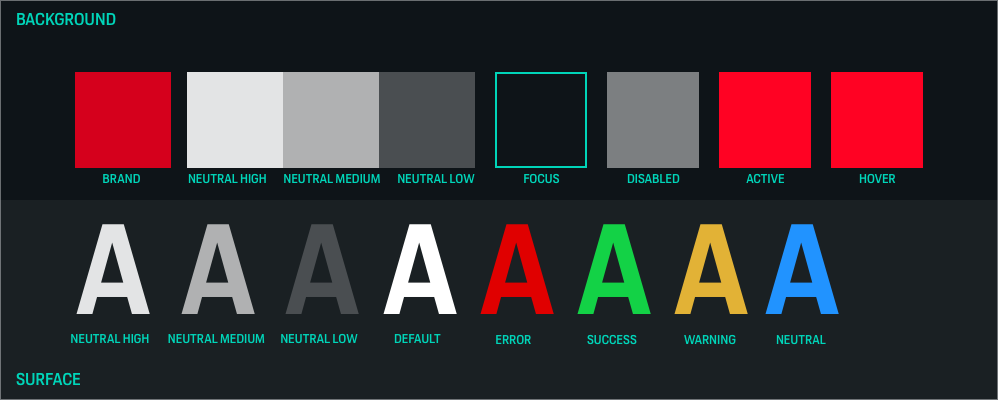 BACKGROUND
BRAND NEUTRAL HIGH NEUTRAL MEDIUM NEUTRAL LOW FOCUS DISABLED ACTIVE HOVER
A A A A A A A A
NEUTRAL HIGH NEUTRAL MEDIUM NEUTRAL LOW DEFAULT ERROR SUCCESS WARNING NEUTRAL
SURFACE